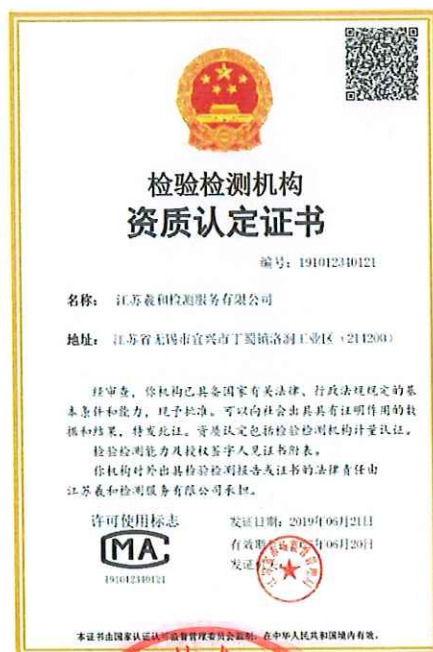 检验检测机构
资质认定证书
编号：191012340121
名称： 江苏羲和检测服务有限公司
地址： 江苏省无锡市宜兴市丁蜀镇洛涧工业区（214200）
经审查，你机构已具备国家有关法律、行政法规规定的基
本条件和能力，现予批准。可以向社会出具具有证明作用的数
据和结果，特发此证。资质认定包括检验检测机构计量认证。
检验检测能力及授权签字人见证书附表。
你机构对外出具检验检测报告或证书的法律责任由
江苏羲和检测服务有限公司承担。
许可使用标志
MA
191012340121
发证日期：2019年06月21日
有效期 年06月20日
发证机关
本证书由国家认证认可监督管理委员会监制，在中华人民共和国境内有效。